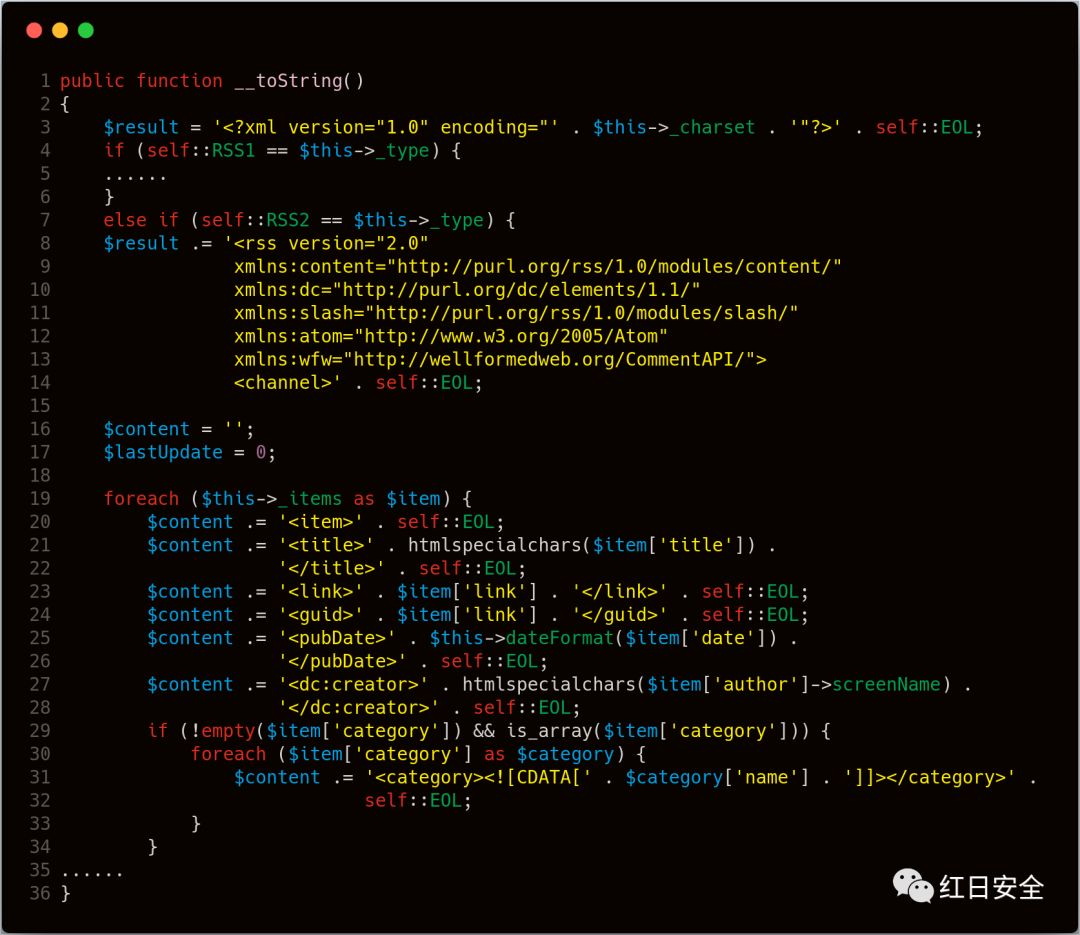 1 public function __toString()
2 {
3     $result = '<?xml version="1.0" encoding="' . $this->_charset . '"?>' . self::EOL;
4     if (self::RSS1 == $this->_type) {
5     ......
6     }
7     else if (self::RSS2 == $this->_type) {
8     $result .= '<rss version="2.0"
9                 xmlns:content="http://purl.org/rss/1.0/modules/content/"
10                 xmlns:dc="http://purl.org/dc/elements/1.1/"
11                 xmlns:slash="http://purl.org/rss/1.0/modules/slash/"
12                 xmlns:atom="http://www.w3.org/2005/Atom"
13                 xmlns:wfw="http://wellformedweb.org/CommentAPI/">
14                 <channel>' . self::EOL;
15
16     $content = '';
17     $lastUpdate = 0;
18
19     foreach ($this->_items as $item) {
20         $content .= '<item>' . self::EOL;
21         $content .= '<title>' . htmlspecialchars($item['title']) .
22                     '</title>' . self::EOL;
23         $content .= '<link>' . $item['link'] . '</link>' . self::EOL;
24         $content .= '<guid>' . $item['link'] . '</guid>' . self::EOL;
25         $content .= '<pubDate>' . $this->dateFormat($item['date']) .
26                     '</pubDate>' . self::EOL;
27         $content .= '<dc:creator>' . htmlspecialchars($item['author']->screenName) .
28                     '</dc:creator>' . self::EOL;
29         if (!empty($item['category']) && is_array($item['category'])) {
30             foreach ($item['category'] as $category) {
31                 $content .= '<category><![CDATA[' . $category['name'] . ']]></category>' .
32                             self::EOL;
33             }
34         }
35 ......
36 }
红日安全